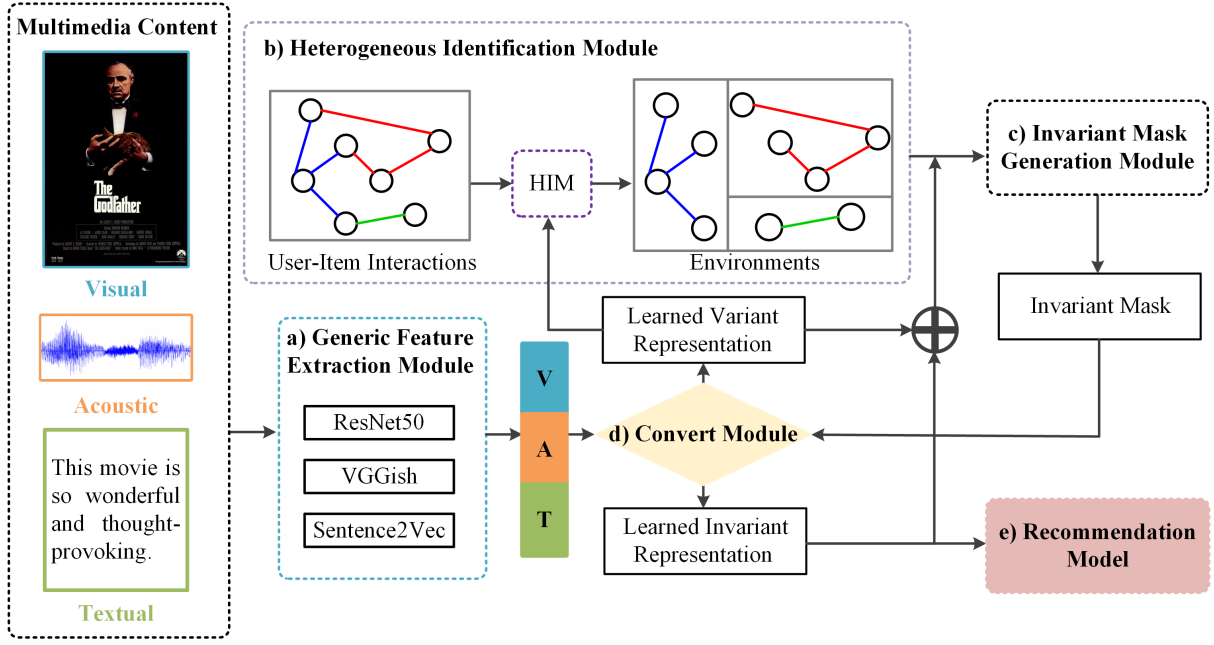 Multimedia Content
The
Godfather
Visual
Acoustic
This movie is
so wonderful
and thought-
provoking.
Textual
b) Heterogeneous Identification Module
User-Item Interactions
HIM
Environments
a) Generic Feature
Extraction Module
ResNet50
VGGish
Sentence2Vec
V
A
T
Learned Variant
Representation
d) Convert Module
Learned Invariant
Representation
c) Invariant Mask
Generation Module
Invariant Mask
e) Recommendation
Model